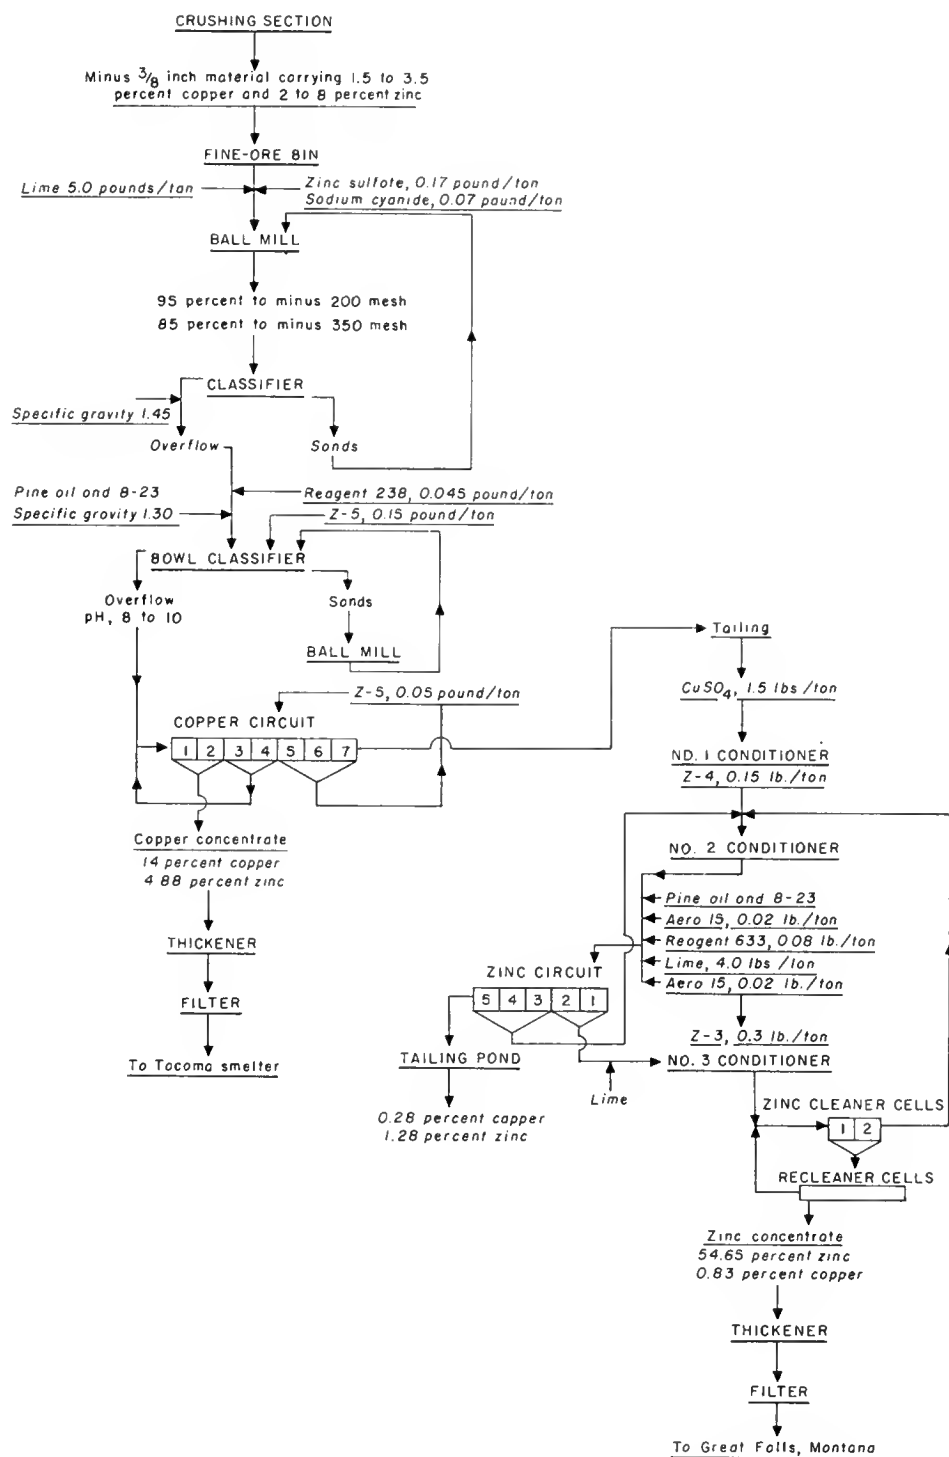 CRUSHING SECTION
Minus 3/8 inch material carrying 1.5 to 3.5
percent copper and 2 to 8 percent zinc
FINE-ORE BIN
Lime 5.0 pounds/ton
Zinc sulfate, 0.17 pound/ton
Sodium cyanide, 0.07 pound/ton
BALL MILL
95 percent to minus 200 mesh
85 percent to minus 350 mesh
CLASSIFIER
Specific gravity 1.45
Overflow
Sands
Pine oil and B-23
Specific gravity 1.30
Reagent 238, 0.045 pound/ton
Z-5, 0.15 pound/ton
BOWL CLASSIFIER
Overflow
pH, 8 to 10
Sands
BALL MILL
Z-5, 0.05 pound/ton
COPPER CIRCUIT
1 2 3 4 5 6 7
Copper concentrate
14 percent copper
4.88 percent zinc
THICKENER
FILTER
To Tacoma smelter
Tailing
CuSO4, 1.5 lbs/ton
NO. 1 CONDITIONER
Z-4, 0.15 lb./ton
NO. 2 CONDITIONER
Pine oil and B-23
Aero 15, 0.02 lb./ton
Reagent 633, 0.08 lb./ton
Lime, 4.0 lbs/ton
Aero 15, 0.02 lb./ton
ZINC CIRCUIT
5 4 3 2 1
TAILING POND
0.28 percent copper
1.28 percent zinc
Lime
Z-3, 0.3 lb./ton
NO. 3 CONDITIONER
ZINC CLEANER CELLS
1 2
RECLEANER CELLS
Zinc concentrate
54.65 percent zinc
0.83 percent copper
THICKENER
FILTER
To Great Falls, Montana